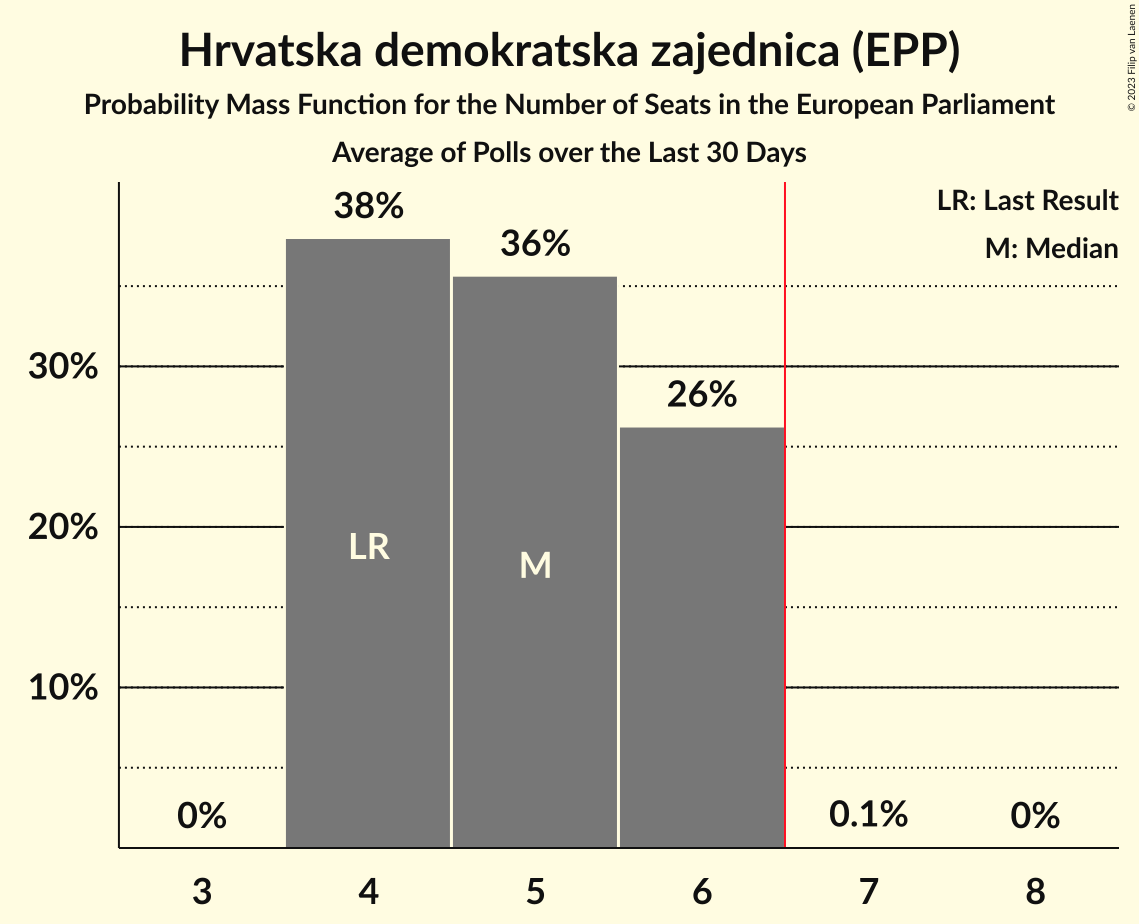 Hrvatska demokratska zajednica (EPP)
Probability Mass Function for the Number of Seats in the European Parliament
Average of Polls over the Last 30 Days
© 2023 Filip van Laenen
LR: Last Result
M: Median
38%
36%
26%
0%
0.1%
0%
LR
M
30%
20%
10%
3 4 5 6 7 8